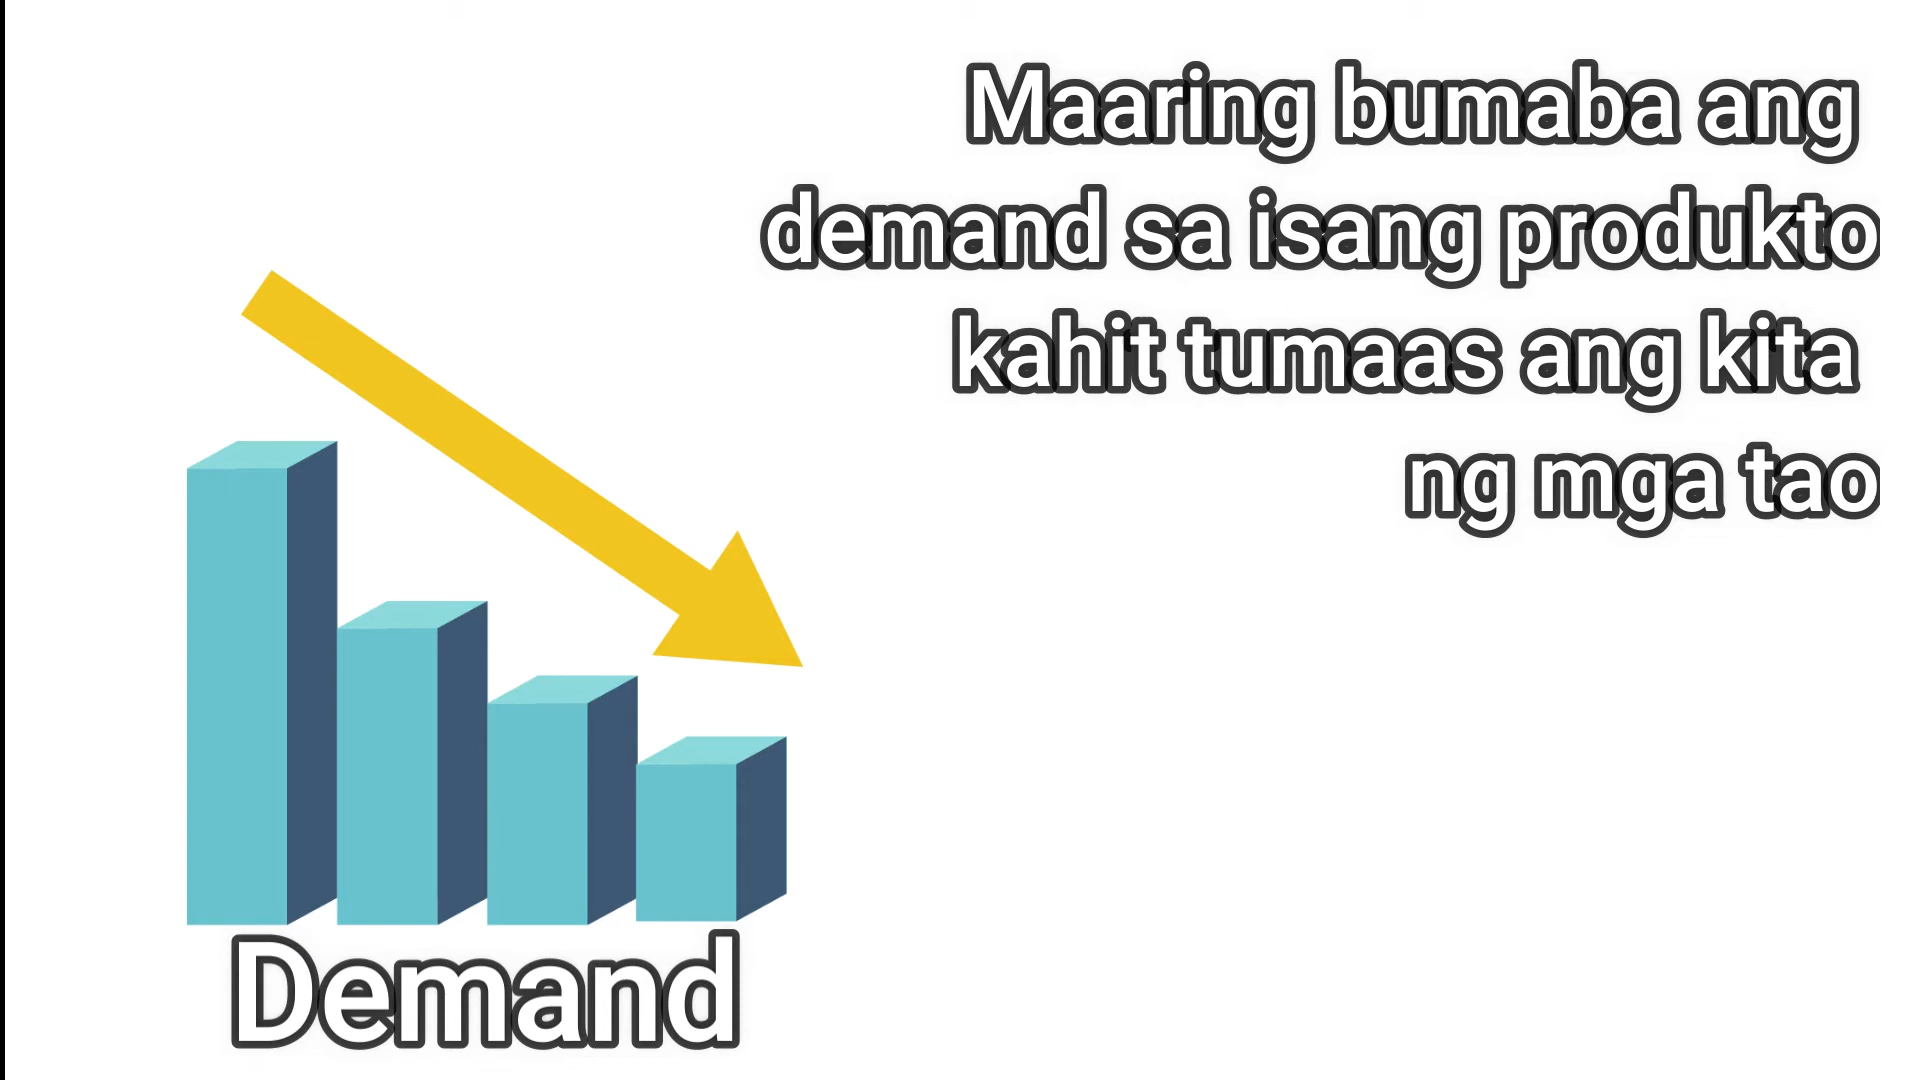 Maaring bumaba ang
demand sa isang produkto
kahit tumaas ang kita
ng mga tao
Demand